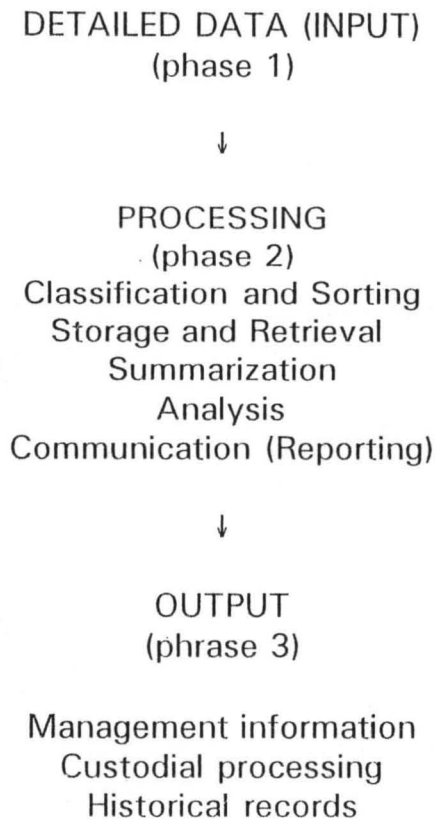 DETAILED DATA (INPUT)
(phase 1)
↓
PROCESSING
(phase 2)
Classification and Sorting
Storage and Retrieval
Summarization
Analysis
Communication (Reporting)
↓
OUTPUT
(phrase 3)
Management information
Custodial processing
Historical records